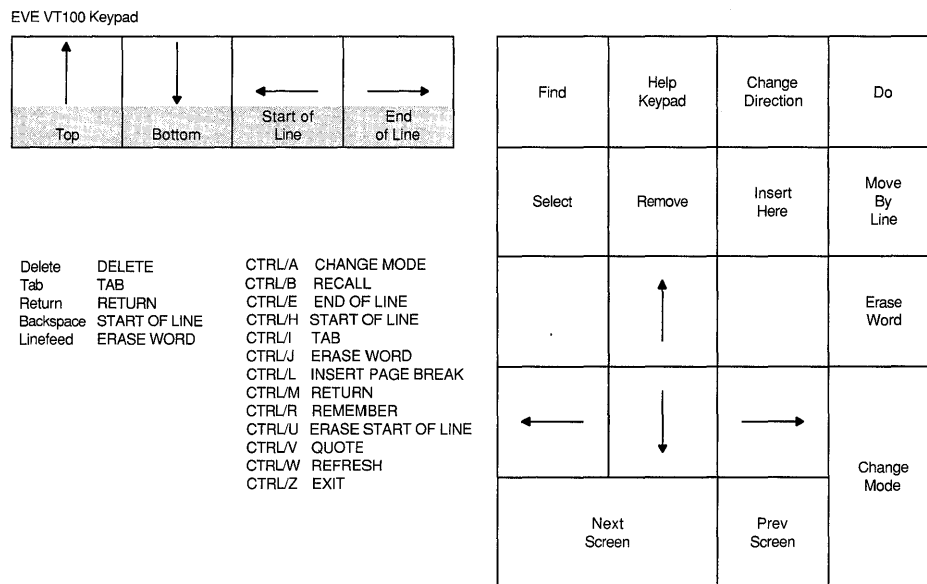 EVE VT100 Keypad
Top
Bottom
Start of
Line
End
of Line
Find
Help
Keypad
Change
Direction
Do
Select
Remove
Insert
Here
Move
By
Line
Erase
Word
Change
Mode
Next
Screen
Prev
Screen
Delete DELETE
Tab TAB
Return RETURN
Backspace START OF LINE
Linefeed ERASE WORD
CTRL/A CHANGE MODE
CTRL/B RECALL
CTRL/E END OF LINE
CTRL/H START OF LINE
CTRL/I TAB
CTRL/J ERASE WORD
CTRL/L INSERT PAGE BREAK
CTRL/M RETURN
CTRL/R REMEMBER
CTRL/U ERASE START OF LINE
CTRL/V QUOTE
CTRL/W REFRESH
CTRL/Z EXIT